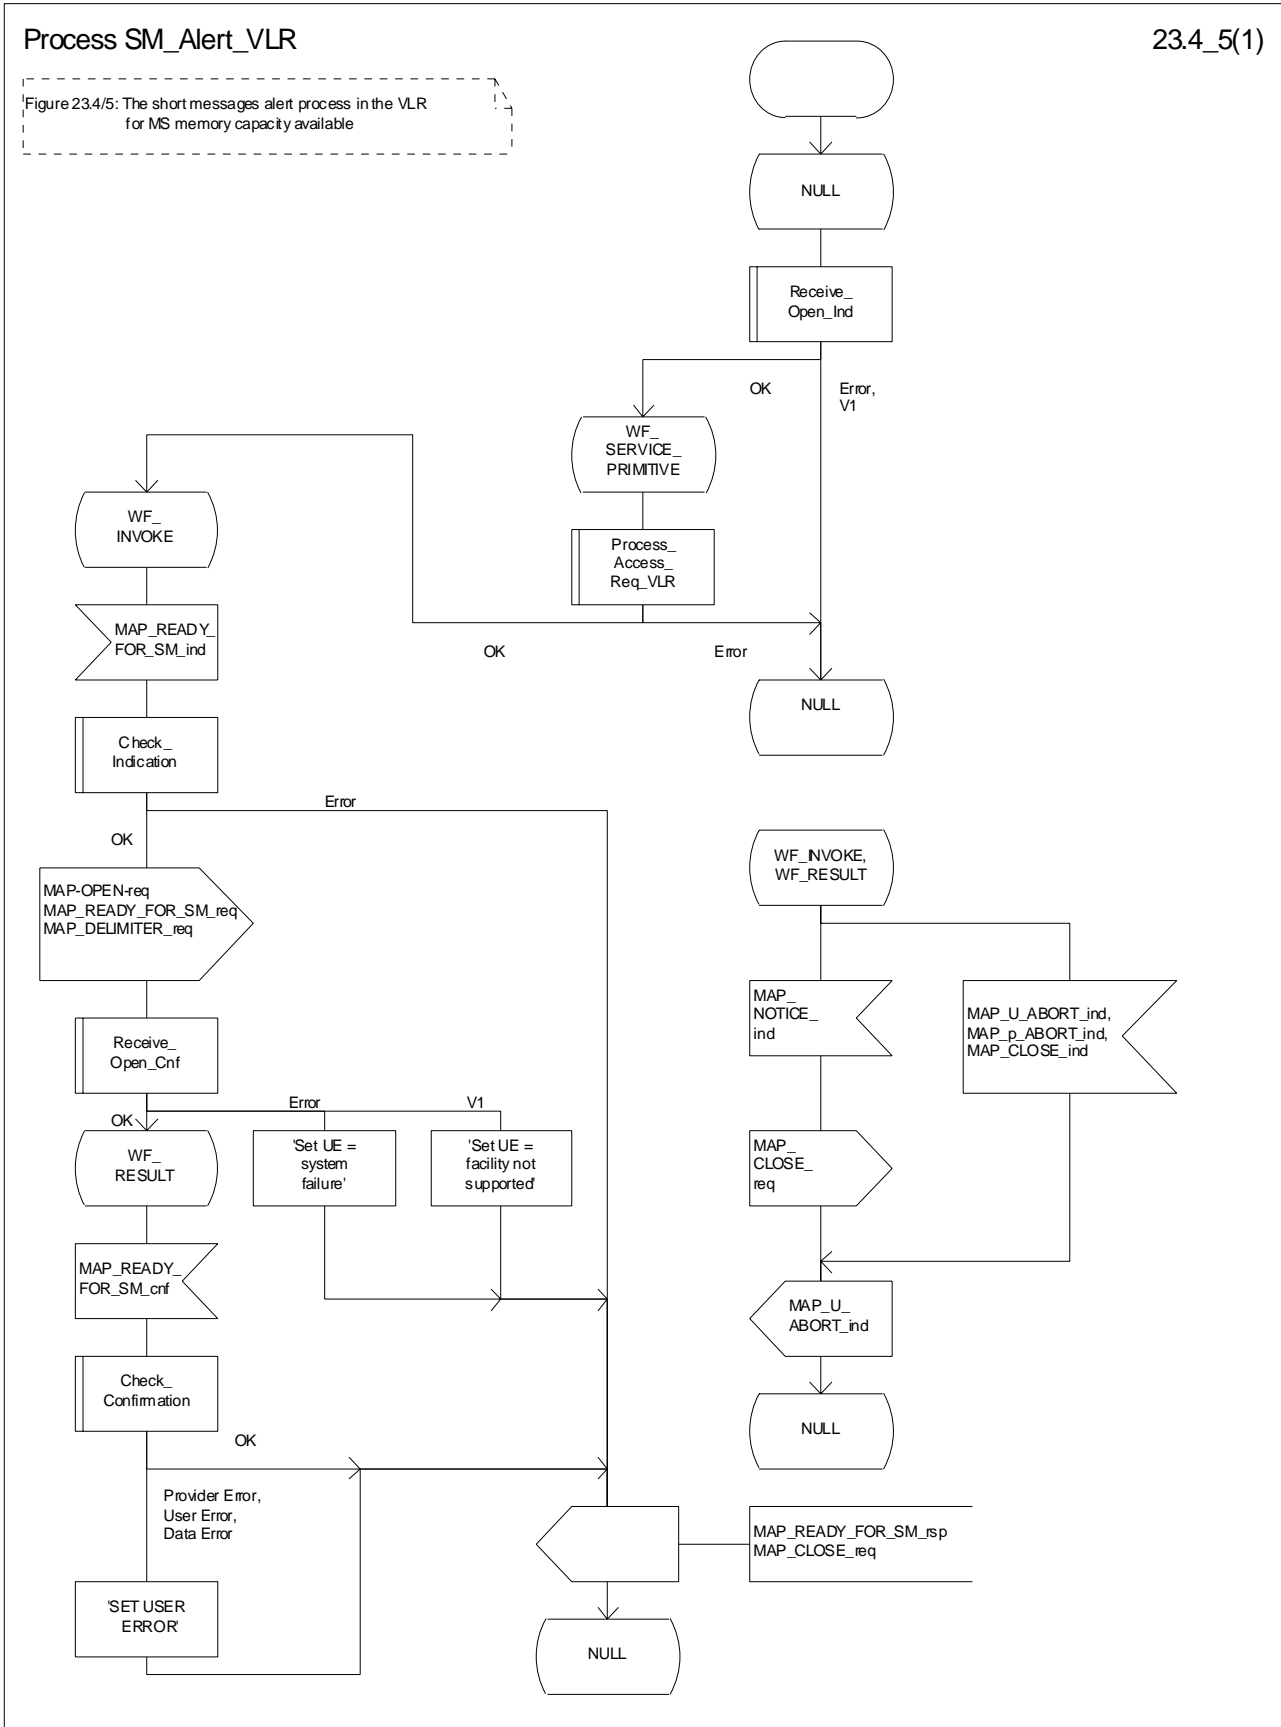 Process SM_Alert_VLR
23.4_5(1)
Figure 23.4/5: The short messages alert process in the VLR
for MS memory capacity available
NULL
Receive_
Open_Ind
OK
Error,
V1
WF_
SERVICE_
PRIMITIVE
WF_
INVOKE
Process_
Access_
Req_VLR
MAP_READY_
FOR_SM_ind
OK
Error
NULL
Check_
Indication
Error
OK
WF_INVOKE,
WF_RESULT
MAP-OPEN-req
MAP_READY_FOR_SM_req
MAP_DELIMITER_req
MAP_
NOTICE_
ind
MAP_U_ABORT_ind,
MAP_p_ABORT_ind,
MAP_CLOSE_ind
Receive_
Open_Cnf
Error
V1
OK
WF_
RESULT
'Set UE =
system
failure'
'Set UE =
facility not
supported'
MAP_
CLOSE_
req
MAP_READY_
FOR_SM_cnf
MAP_U_
ABORT_ind
Check_
Confirmation
NULL
OK
Provider Error,
User Error,
Data Error
MAP_READY_FOR_SM_rsp
MAP_CLOSE_req
'SET USER
ERROR'
NULL